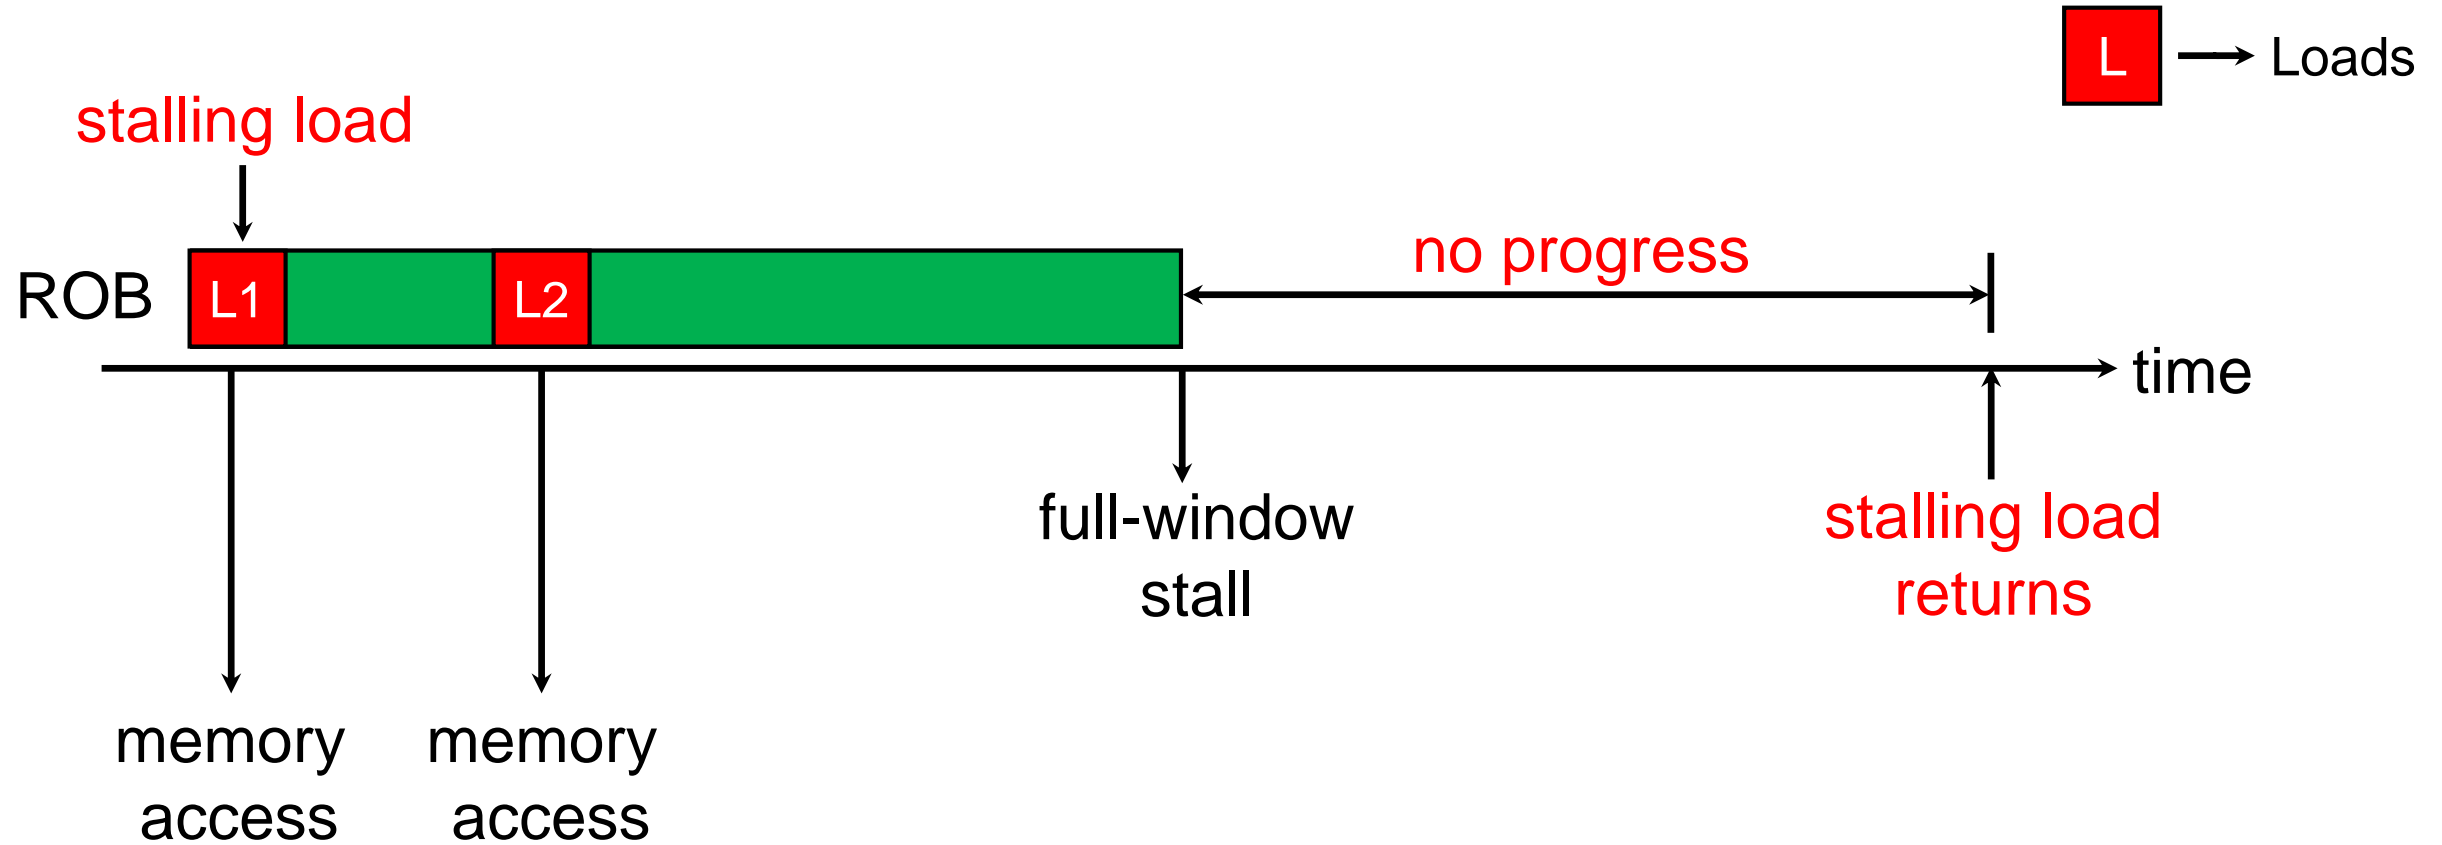 L
Loads
stalling load
no progress
ROB
L1
L2
time
full-window
stall
stalling load
returns
memory
access
memory
access